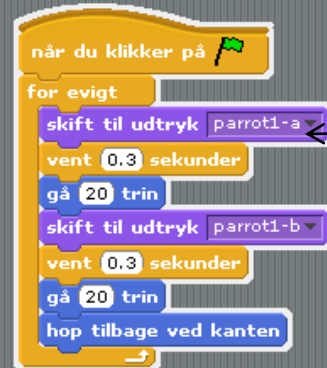 når du klikker på
for evigt
skift til udtryk parrot1-a
vent 0.3 sekunder
gå 20 trin
skift til udtryk parrot1-b
vent 0.3 sekunder
gå 20 trin
hop tilbage ved kanten